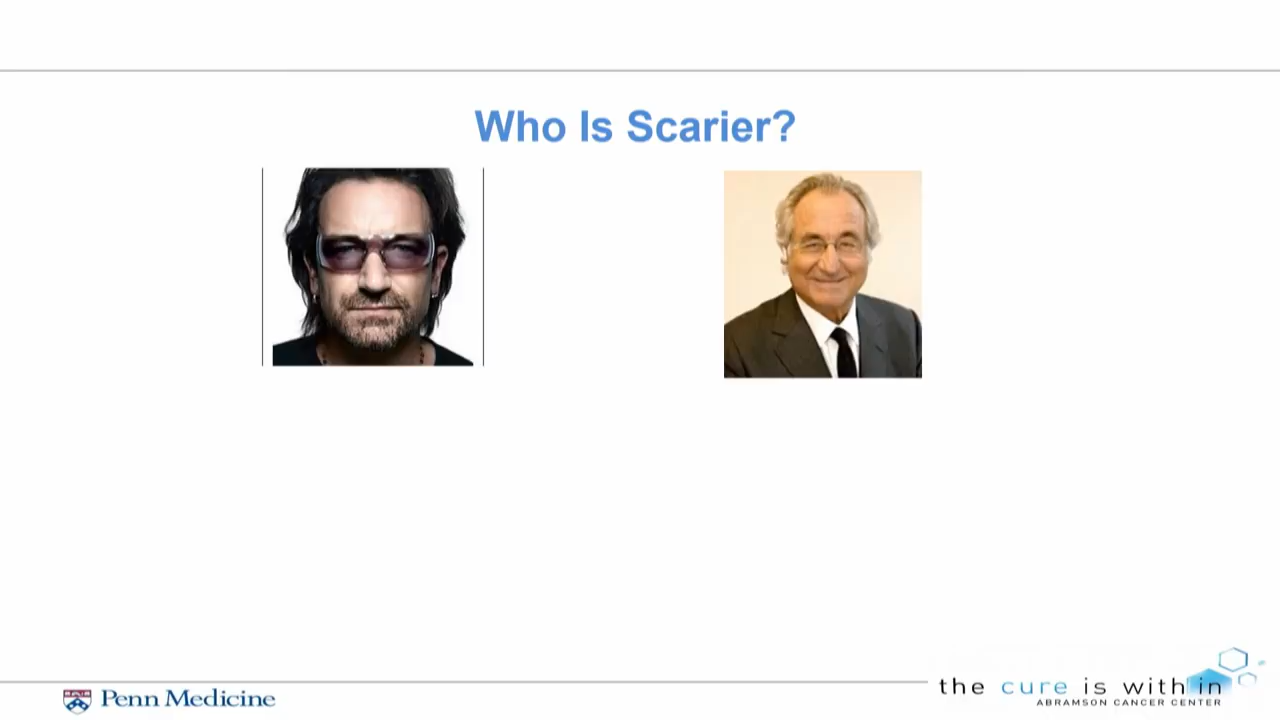 Who Is Scarier?
Penn Medicine
the cure is within
ABRAMSON CANCER CENTER